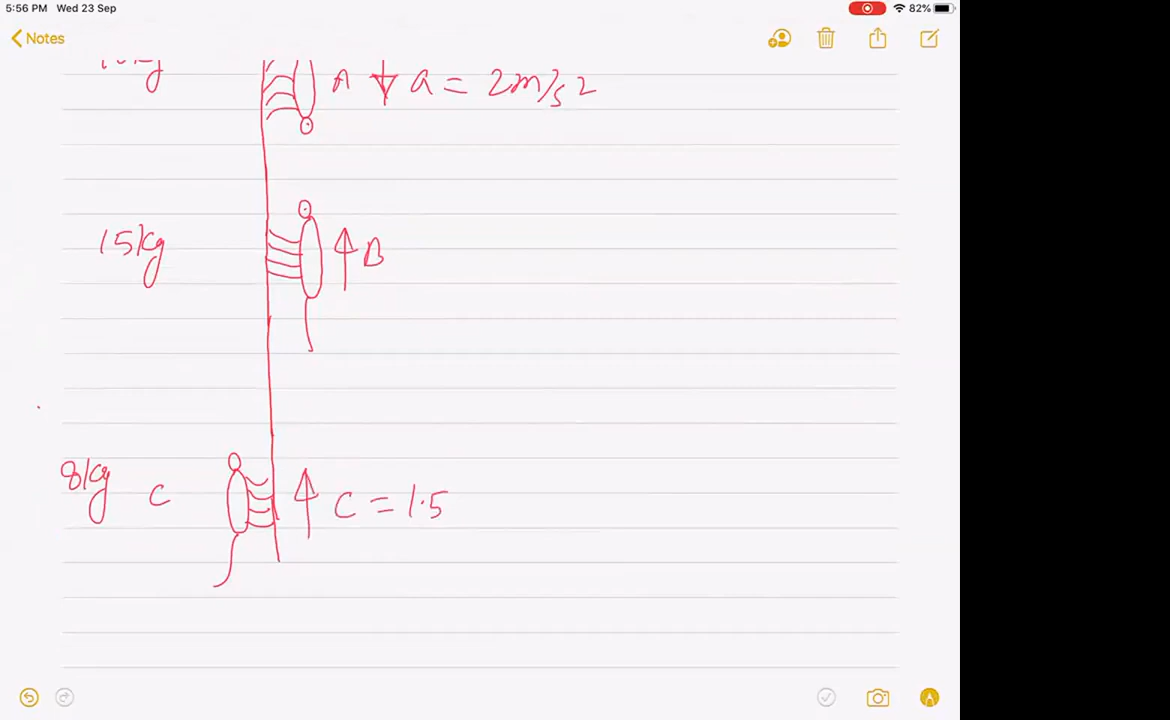 5:56 PM Wed 23 Sep
82%
Notes
A ↓ a = 2m/s2
15kg
↑ B
8kg C ↑ C = 1.5